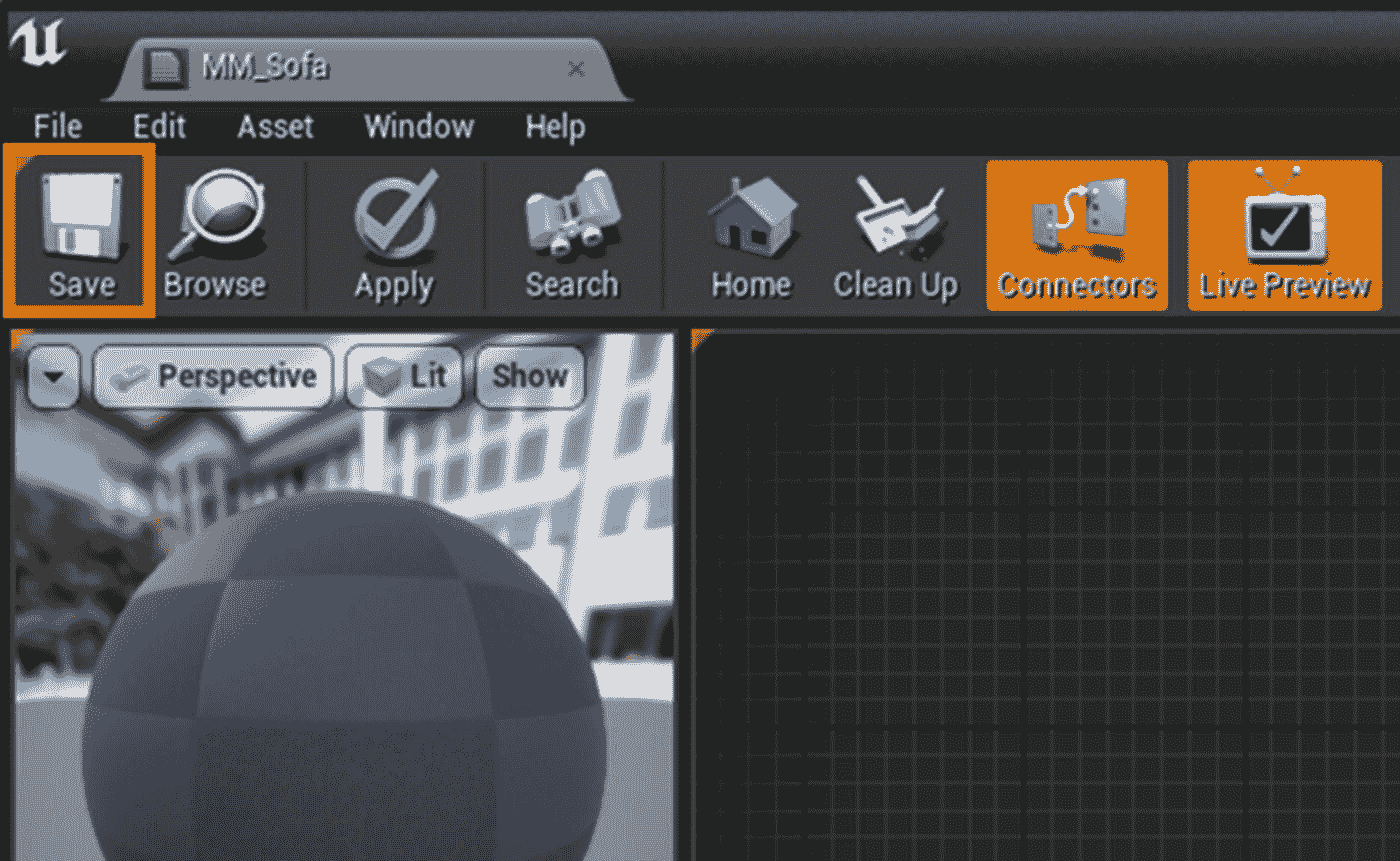 MM_Sofa
File Edit Asset Window Help
Save Browse Apply Search Home Clean Up Connectors Live Preview
Perspective Lit Show